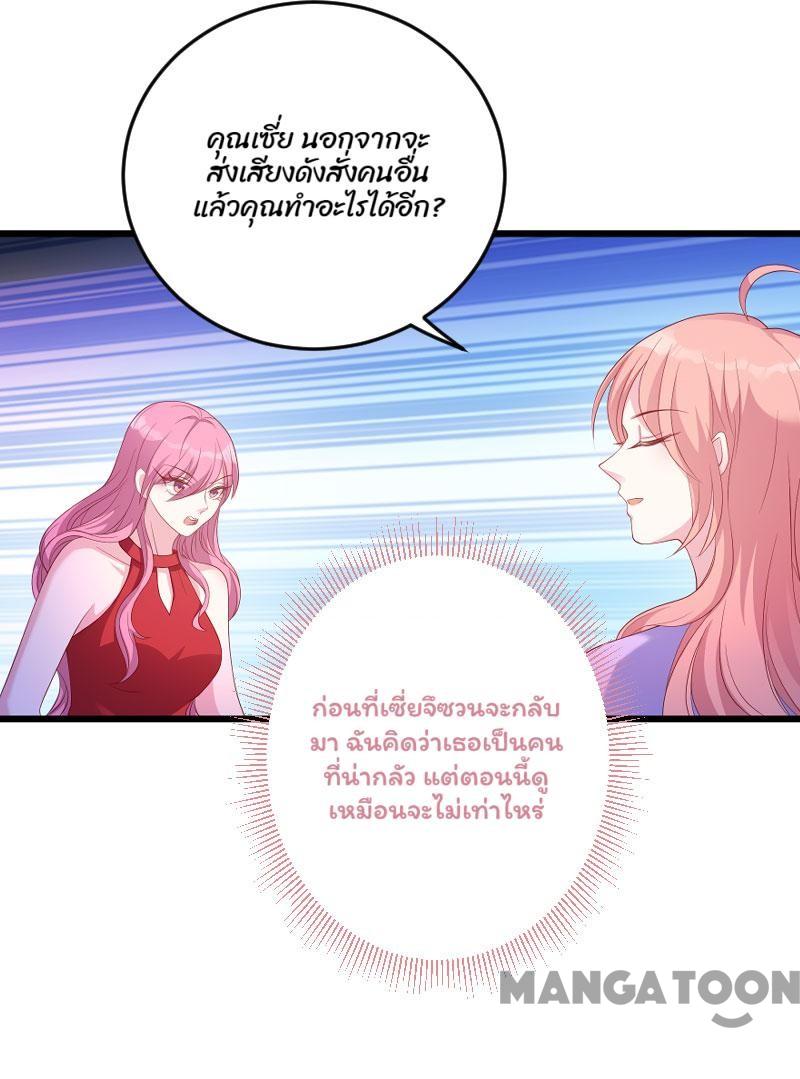 คุณเซี่ย นอกจากจะ
ส่งเสียงดังสั่งคนอื่น
แล้วคุณทำอะไรได้อีก?
ก่อนที่เซี่ยจึซวนจะกลับ
มา ฉันคิดว่าเธอเป็นคน
ที่น่ากลัว แต่ตอนนี้ดู
เหมือนจะไม่เท่าไหร่
MANGATOON